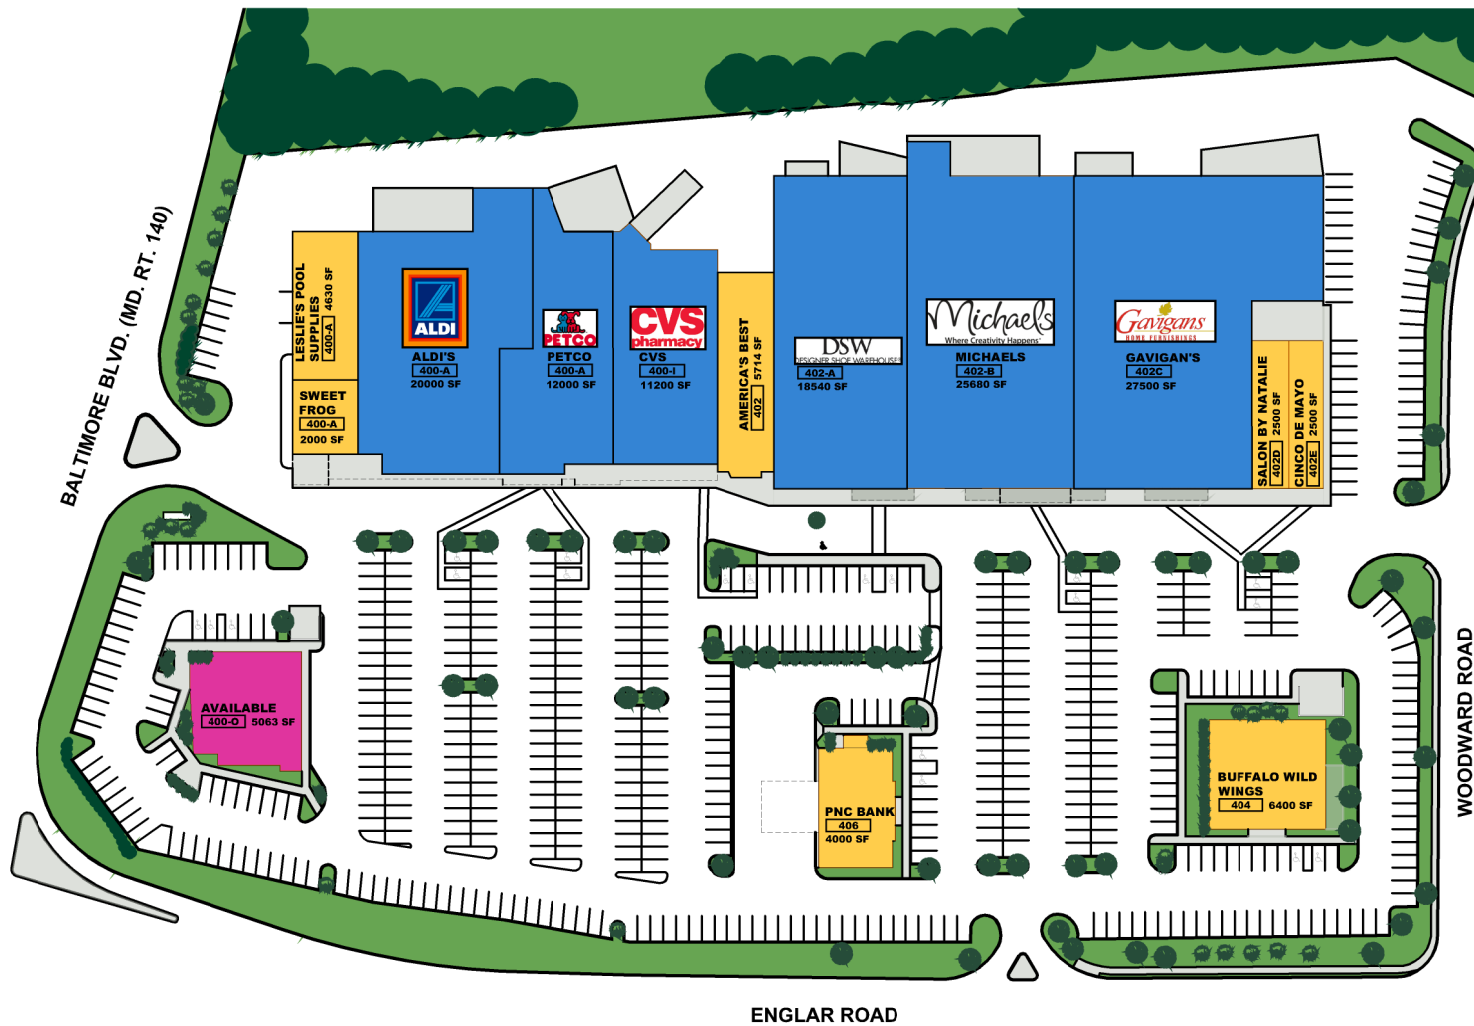 BALTIMORE BLVD. (MD. RT. 140)
LESLIE'S POOL
SUPPLIES
400-A 4630 SF
SWEET
FROG
400-A
2000 SF
ALDI
ALDI'S
400-A
20000 SF
PETCO
PETCO
400-A
12000 SF
CVS
pharmacy
CVS
400-I
11200 SF
AMERICA'S BEST
402 5714 SF
DSW
DESIGNER SHOE WAREHOUSE
402-A
18540 SF
Michaels
Where Creativity Happens
MICHAELS
402-B
25680 SF
Gavigans
HOME FURNISHINGS
GAVIGAN'S
402C
27500 SF
SALON BY NATALIE
402D 2500 SF
CINCO DE MAYO
402E 2500 SF
AVAILABLE
400-O 5063 SF
PNC BANK
406
4000 SF
BUFFALO WILD
WINGS
404 6400 SF
WOODWARD ROAD
ENGLAR ROAD